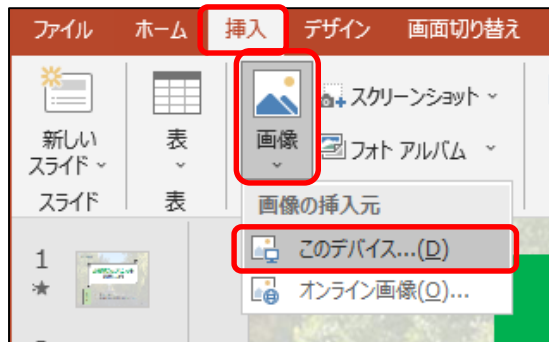 ファイル ホーム 挿入 デザイン 画面切り替え
新しい
スライド
表
画像
スクリーンショット
フォト アルバム
スライド 表
画像の挿入元
このデバイス...(D)
オンライン画像(O)...
1